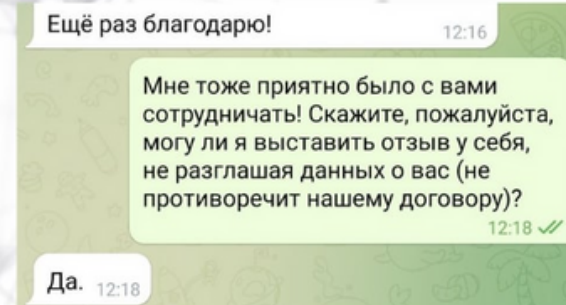 Ещё раз благодарю!
12:16
Мне тоже приятно было с вами
сотрудничать! Скажите, пожалуйста,
могу ли я выставить отзыв у себя,
не разглашая данных о вас (не
противоречит нашему договору)?
12:18
Да. 12:18